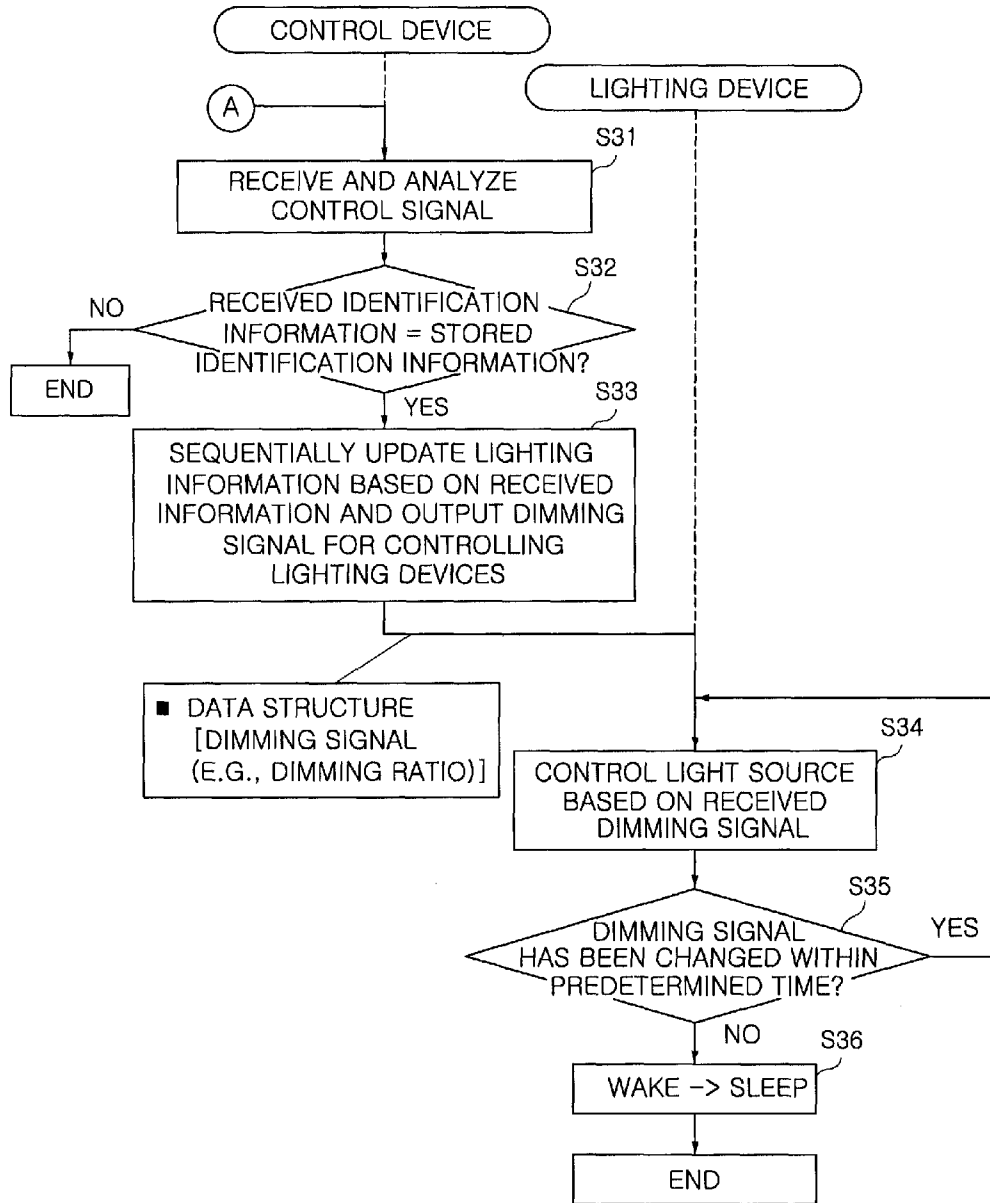 CONTROL DEVICE
LIGHTING DEVICE
A
S31
RECEIVE AND ANALYZE
CONTROL SIGNAL
S32
NO
RECEIVED IDENTIFICATION
INFORMATION = STORED
IDENTIFICATION INFORMATION?
END
YES
S33
SEQUENTIALLY UPDATE LIGHTING
INFORMATION BASED ON RECEIVED
INFORMATION AND OUTPUT DIMMING
SIGNAL FOR CONTROLLING
LIGHTING DEVICES
■ DATA STRUCTURE
[DIMMING SIGNAL
(E.G., DIMMING RATIO)]
S34
CONTROL LIGHT SOURCE
BASED ON RECEIVED
DIMMING SIGNAL
S35
DIMMING SIGNAL
HAS BEEN CHANGED WITHIN
PREDETERMINED TIME?
YES
NO
S36
WAKE -> SLEEP
END